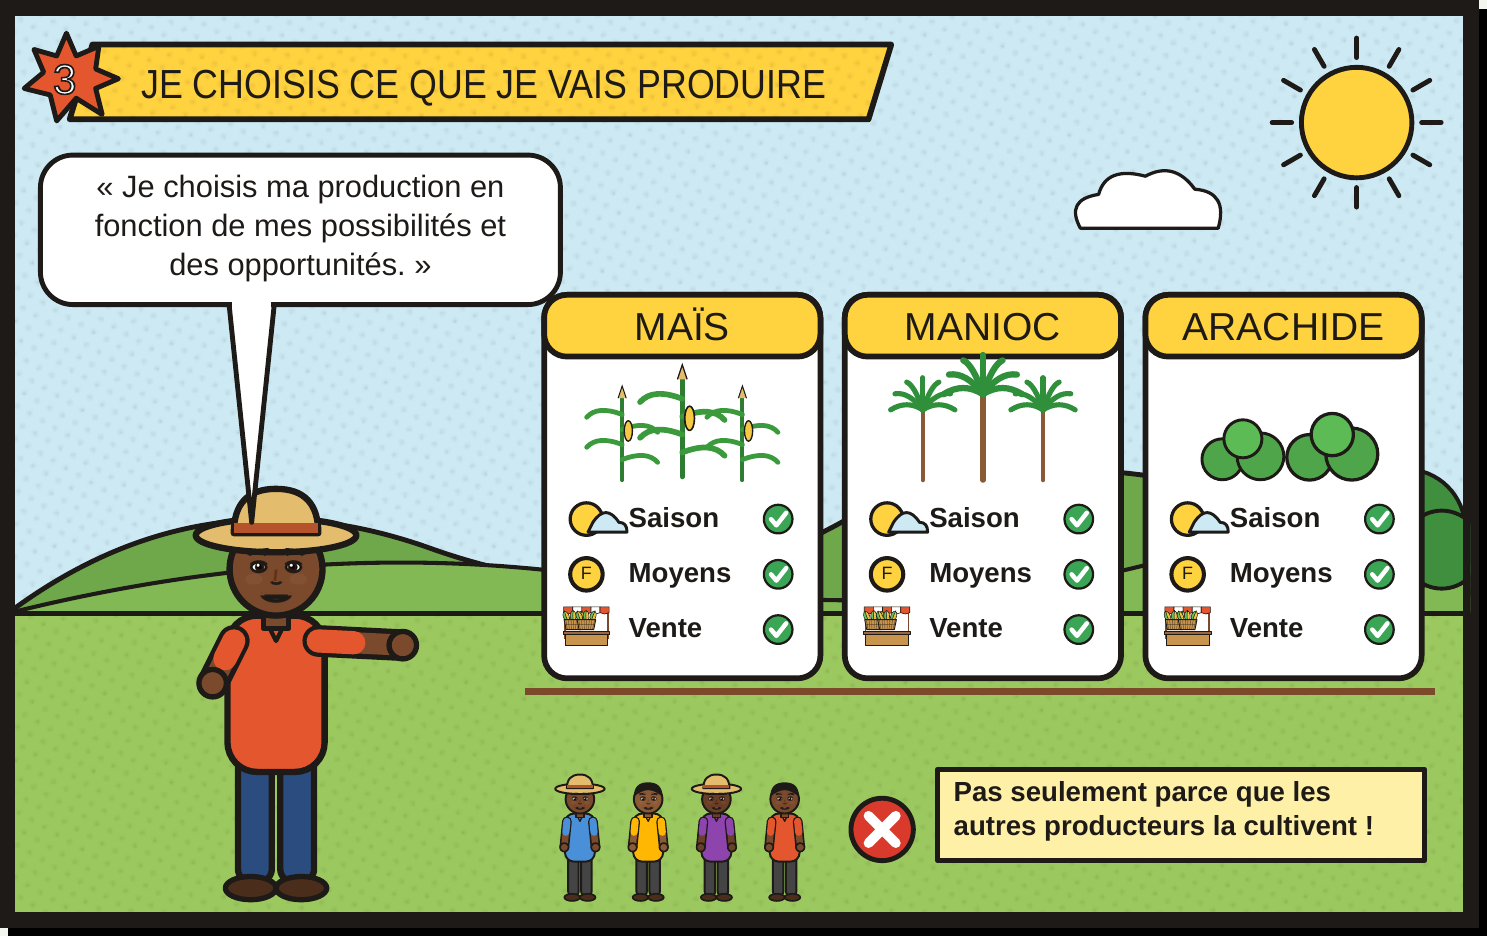 3
JE CHOISIS CE QUE JE VAIS PRODUIRE
« Je choisis ma production en
fonction de mes possibilités et
des opportunités. »
MAÏS
Saison
F
Moyens
Vente
MANIOC
Saison
F
Moyens
Vente
ARACHIDE
Saison
F
Moyens
Vente
Pas seulement parce que les
autres producteurs la cultivent !